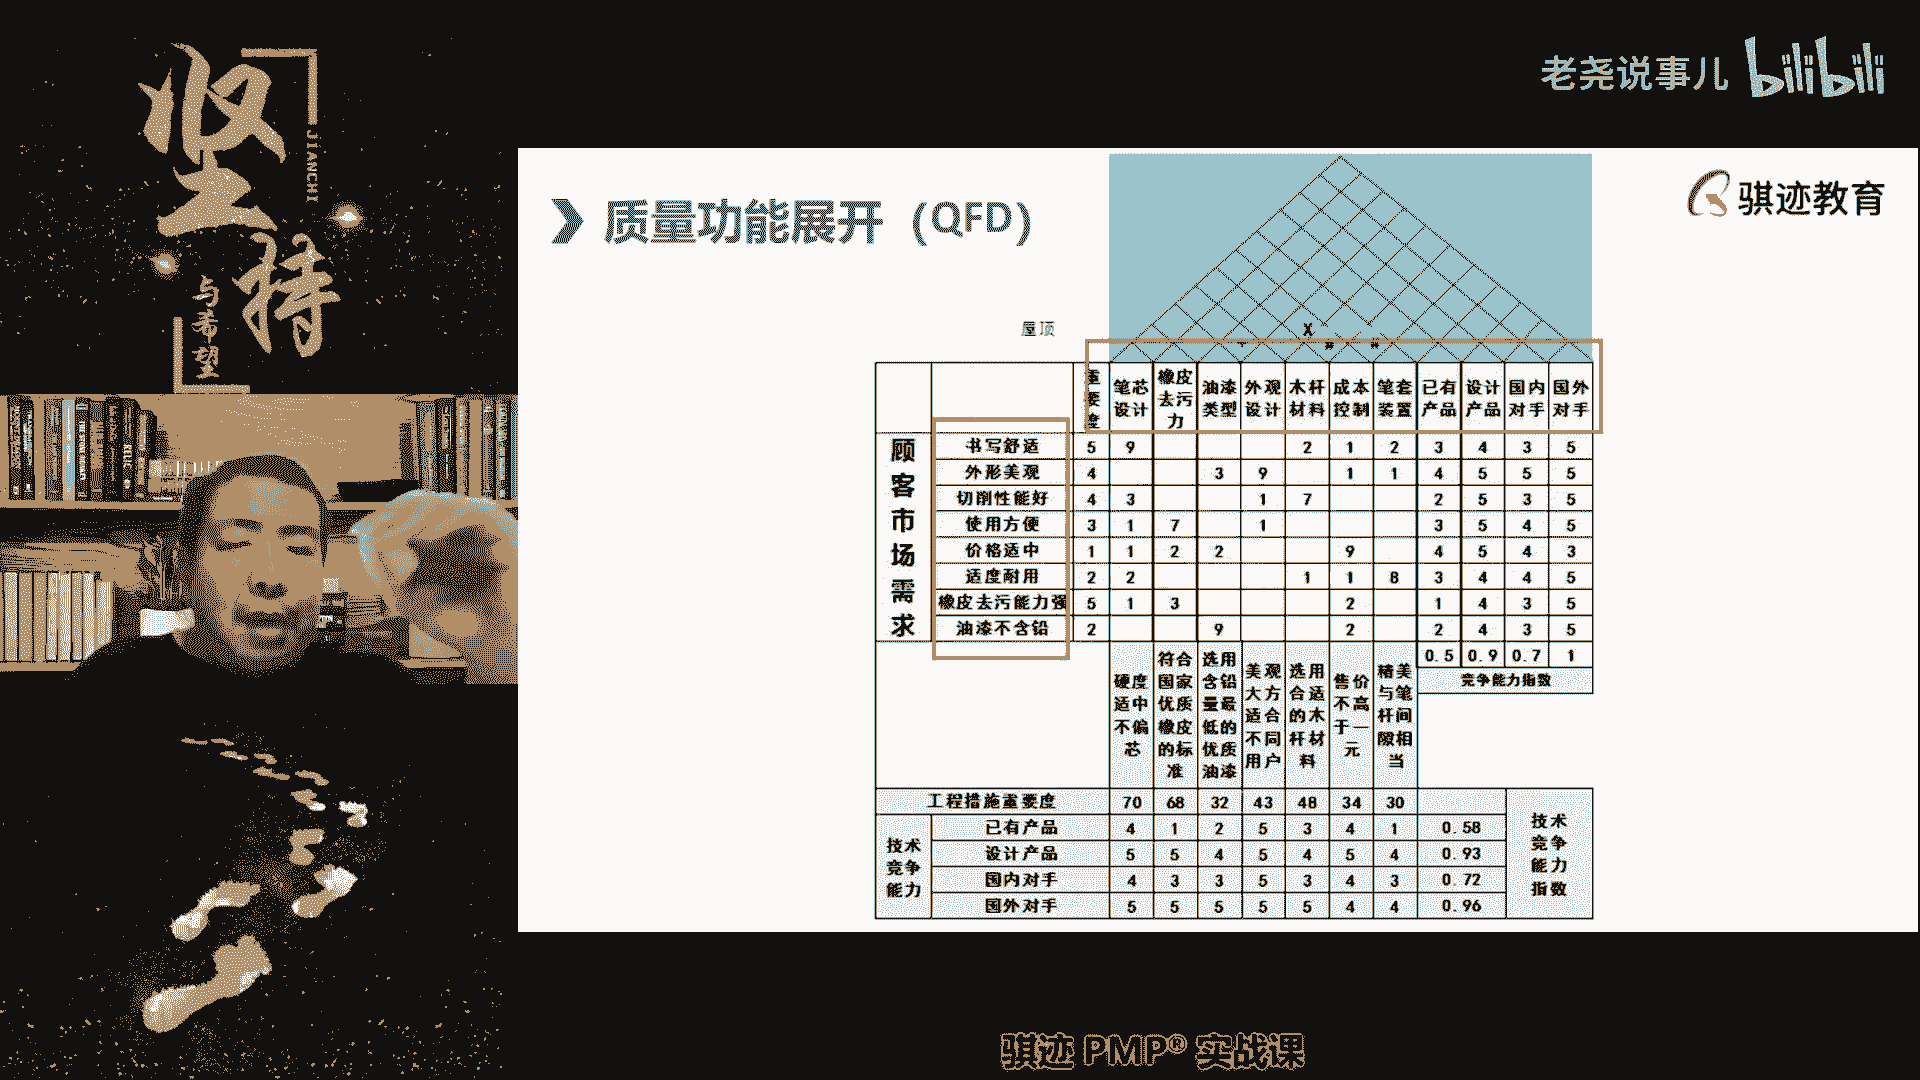 坚持
JIANCHI
与希望
老尧说事儿 bilibili
质量功能展开（QFD）
骐迹教育
屋顶
X
# #
重要度 笔芯设计 橡皮去污力 油漆类型 外观设计 木杆材料 成本控制 笔套装置 已有产品 设计产品 国内对手 国外对手
顾客市场需求
书写舒适 5 9 2 1 2 3 4 3 5
外形美观 4 3 9 1 1 4 5 5 5
切削性能好 4 3 1 7 2 5 3 5
使用方便 3 1 7 1 3 5 4 5
价格适中 1 1 2 2 9 4 5 4 3
适度耐用 2 2 1 1 8 3 4 4 5
橡皮去污能力强 5 1 3 2 1 4 3 5
油漆不含铅 2 9 2 2 4 3 5
0.5 0.9 0.7 1
竞争能力指数
硬度适中不偏芯 符合国家优质橡皮的标准 选用含铅量最低的优质油漆 美观大方适合不同用户 选用合适的木杆材料 售价不高于一元 精美与笔杆间隙相当
工程措施重要度 70 68 32 43 48 34 30
技术竞争能力
已有产品 4 1 2 5 3 4 1 0.58
设计产品 5 5 4 5 4 5 4 0.93
国内对手 4 3 3 5 3 4 3 0.72
国外对手 5 5 5 5 5 4 4 0.96
技术竞争能力指数
骐迹 PMP® 实战课